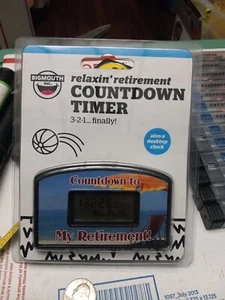 BIGMOUTH
INC.
relaxin' retirement
COUNTDOWN
TIMER
3-2-1... finally!
also a
desktop
clock
Countdown to
My Retirement!